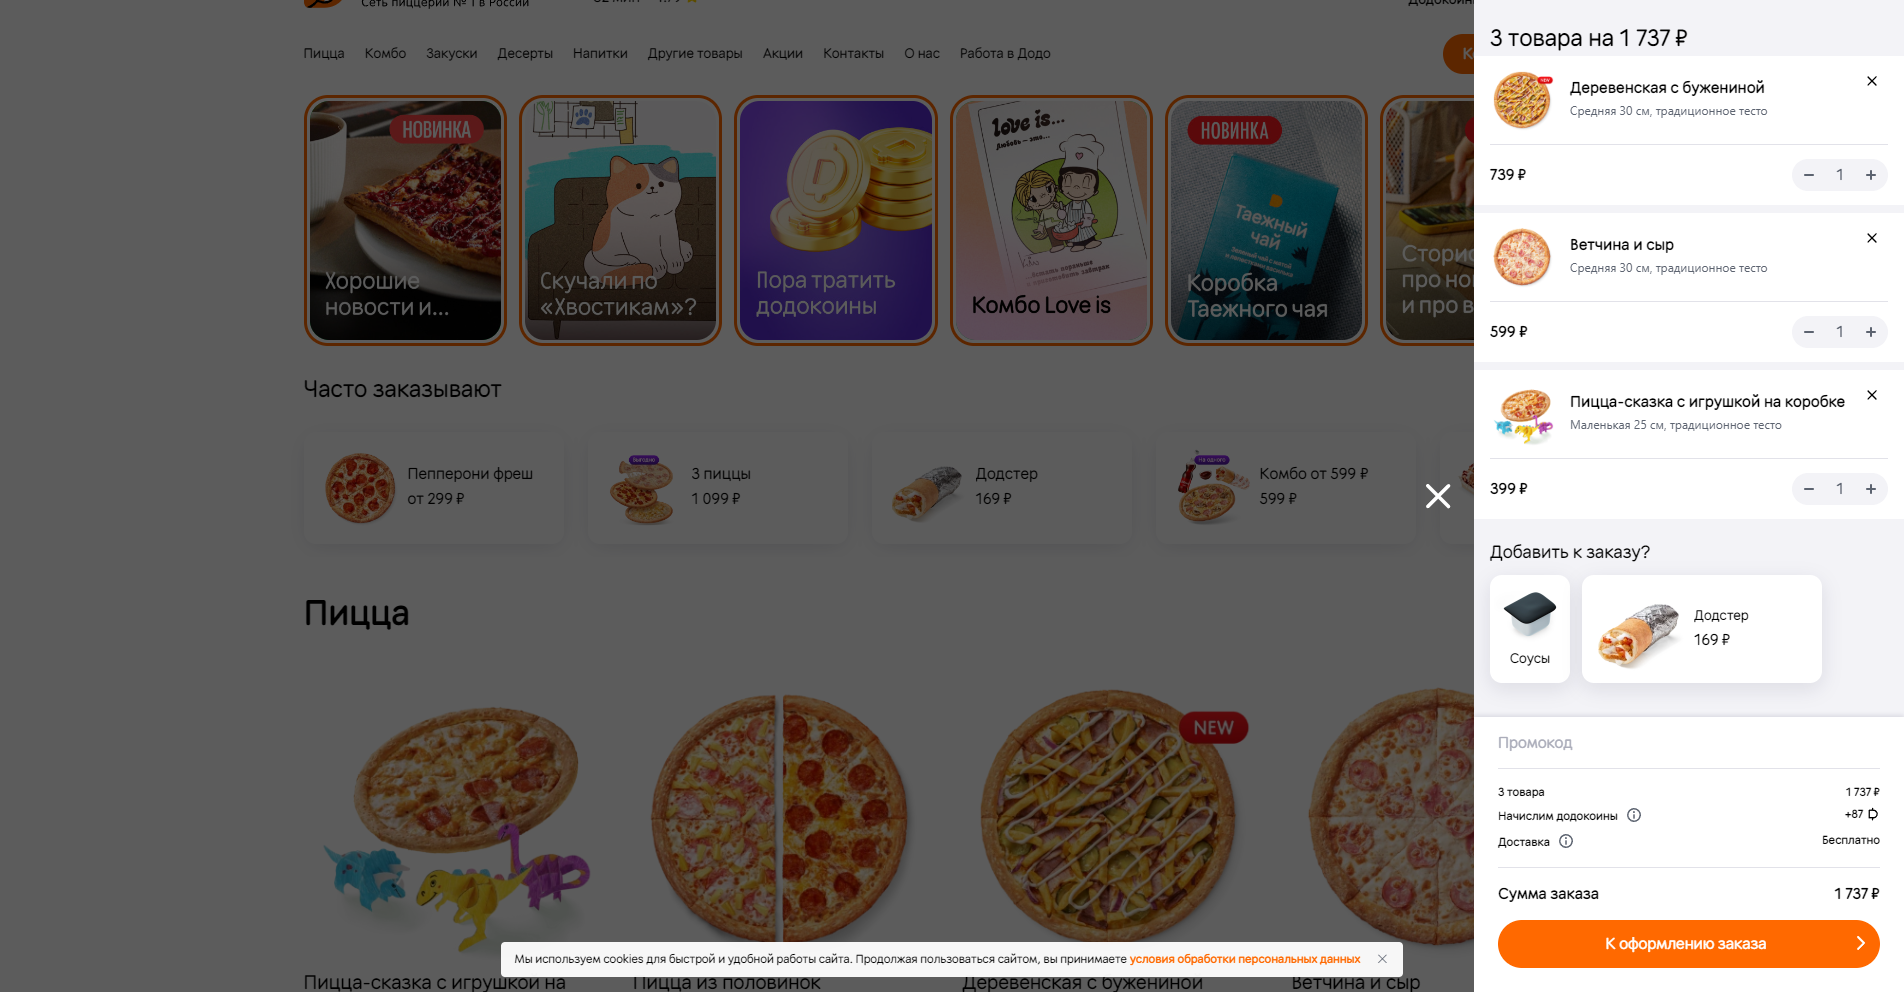 Сеть пиццерий № 1 в России
Пицца
Комбо
Закуски
Десерты
Напитки
Другие товары
Акции
Контакты
О нас
Работа в Додо
НОВИНКА
Хорошие
новости и...
Скучали по
«Хвостикам»?
Пора тратить
додокоины
love is...
Любовь - это...
Комбо Love is
НОВИНКА
Таежный
чай
Коробка
Таежного чая
Часто заказывают
Пепперони фреш
от 299 ₽
Выгодно
3 пиццы
1 099 ₽
Додстер
169 ₽
На одного
Комбо от 599 ₽
599 ₽
Пицца
NEW
Пицца-сказка с игрушкой на
Пицца из половинок
Деревенская с бужениной
Ветчина и сыр
Мы используем cookies для быстрой и удобной работы сайта. Продолжая пользоваться сайтом, вы принимаете условия обработки персональных данных
3 товара на 1 737 ₽
NEW
Деревенская с бужениной
Средняя 30 см, традиционное тесто
739 ₽
− 1 +
Ветчина и сыр
Средняя 30 см, традиционное тесто
599 ₽
− 1 +
Пицца-сказка с игрушкой на коробке
Маленькая 25 см, традиционное тесто
399 ₽
− 1 +
Добавить к заказу?
Соусы
Додстер
169 ₽
Промокод
3 товара 1 737 ₽
Начислим додокоины +87
Доставка Бесплатно
Сумма заказа 1 737 ₽
К оформлению заказа